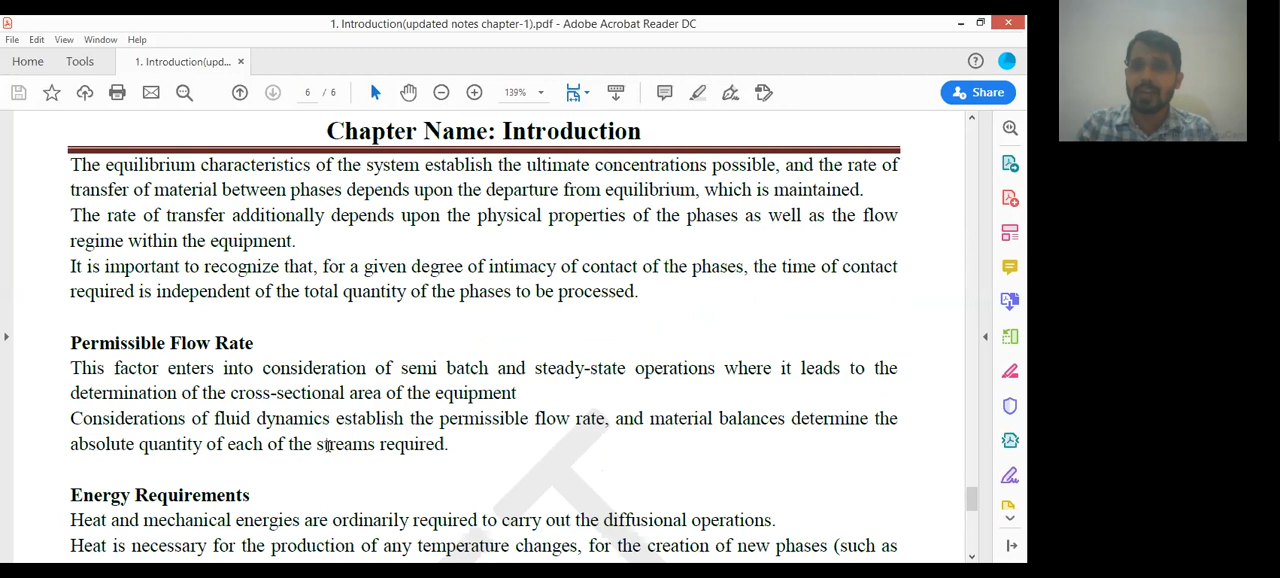 1. Introduction(updated notes chapter-1).pdf - Adobe Acrobat Reader DC
File Edit View Window Help
Home Tools 1. Introduction(upd... ×
6 / 6 139% Share
Chapter Name: Introduction
The equilibrium characteristics of the system establish the ultimate concentrations possible, and the rate of
transfer of material between phases depends upon the departure from equilibrium, which is maintained.
The rate of transfer additionally depends upon the physical properties of the phases as well as the flow
regime within the equipment.
It is important to recognize that, for a given degree of intimacy of contact of the phases, the time of contact
required is independent of the total quantity of the phases to be processed.
Permissible Flow Rate
This factor enters into consideration of semi batch and steady-state operations where it leads to the
determination of the cross-sectional area of the equipment
Considerations of fluid dynamics establish the permissible flow rate, and material balances determine the
absolute quantity of each of the streams required.
Energy Requirements
Heat and mechanical energies are ordinarily required to carry out the diffusional operations.
Heat is necessary for the production of any temperature changes, for the creation of new phases (such as